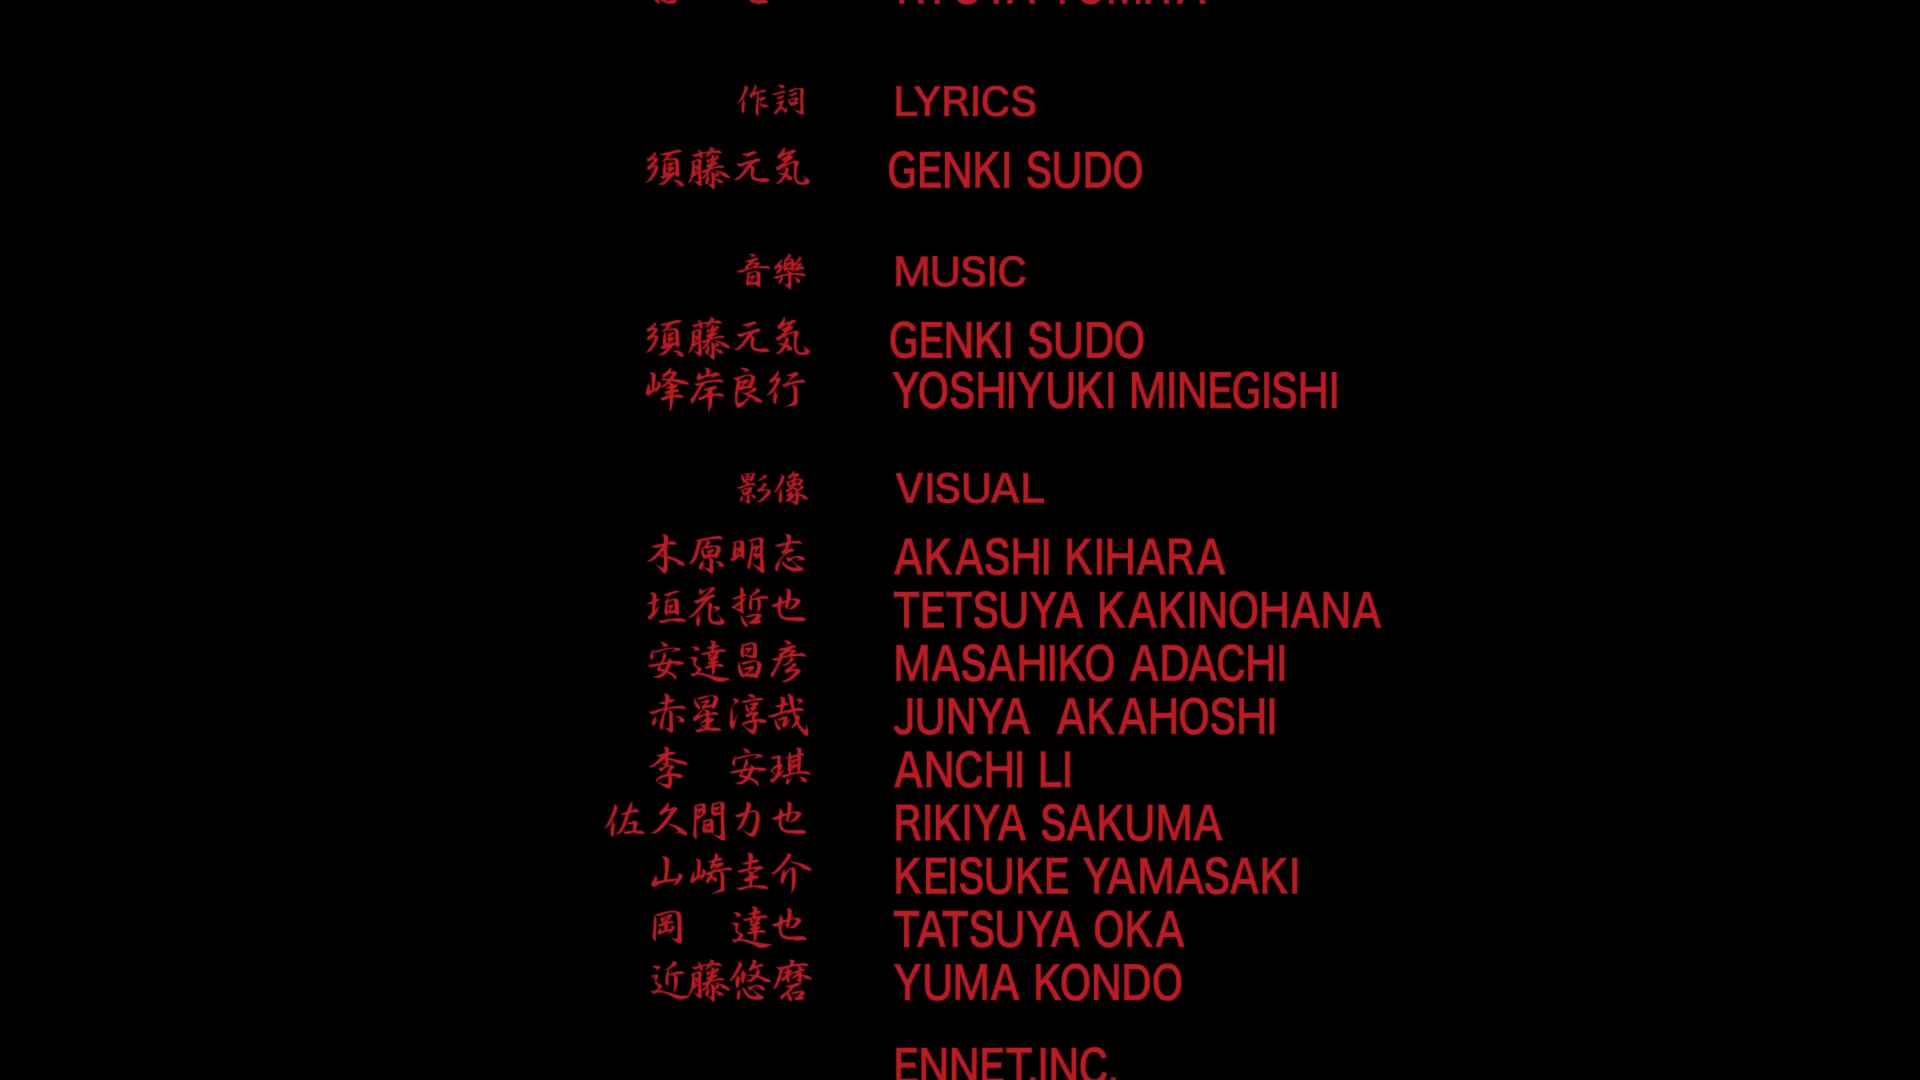 作詞 LYRICS
須藤元気 GENKI SUDO
音樂 MUSIC
須藤元気 GENKI SUDO
峰岸良行 YOSHIYUKI MINEGISHI
影像 VISUAL
木原明志 AKASHI KIHARA
垣花哲也 TETSUYA KAKINOHANA
安達昌彦 MASAHIKO ADACHI
赤星淳哉 JUNYA AKAHOSHI
李 安琪 ANCHI LI
佐久間力也 RIKIYA SAKUMA
山崎圭介 KEISUKE YAMASAKI
岡 達也 TATSUYA OKA
近藤悠磨 YUMA KONDO
ENNET.INC.